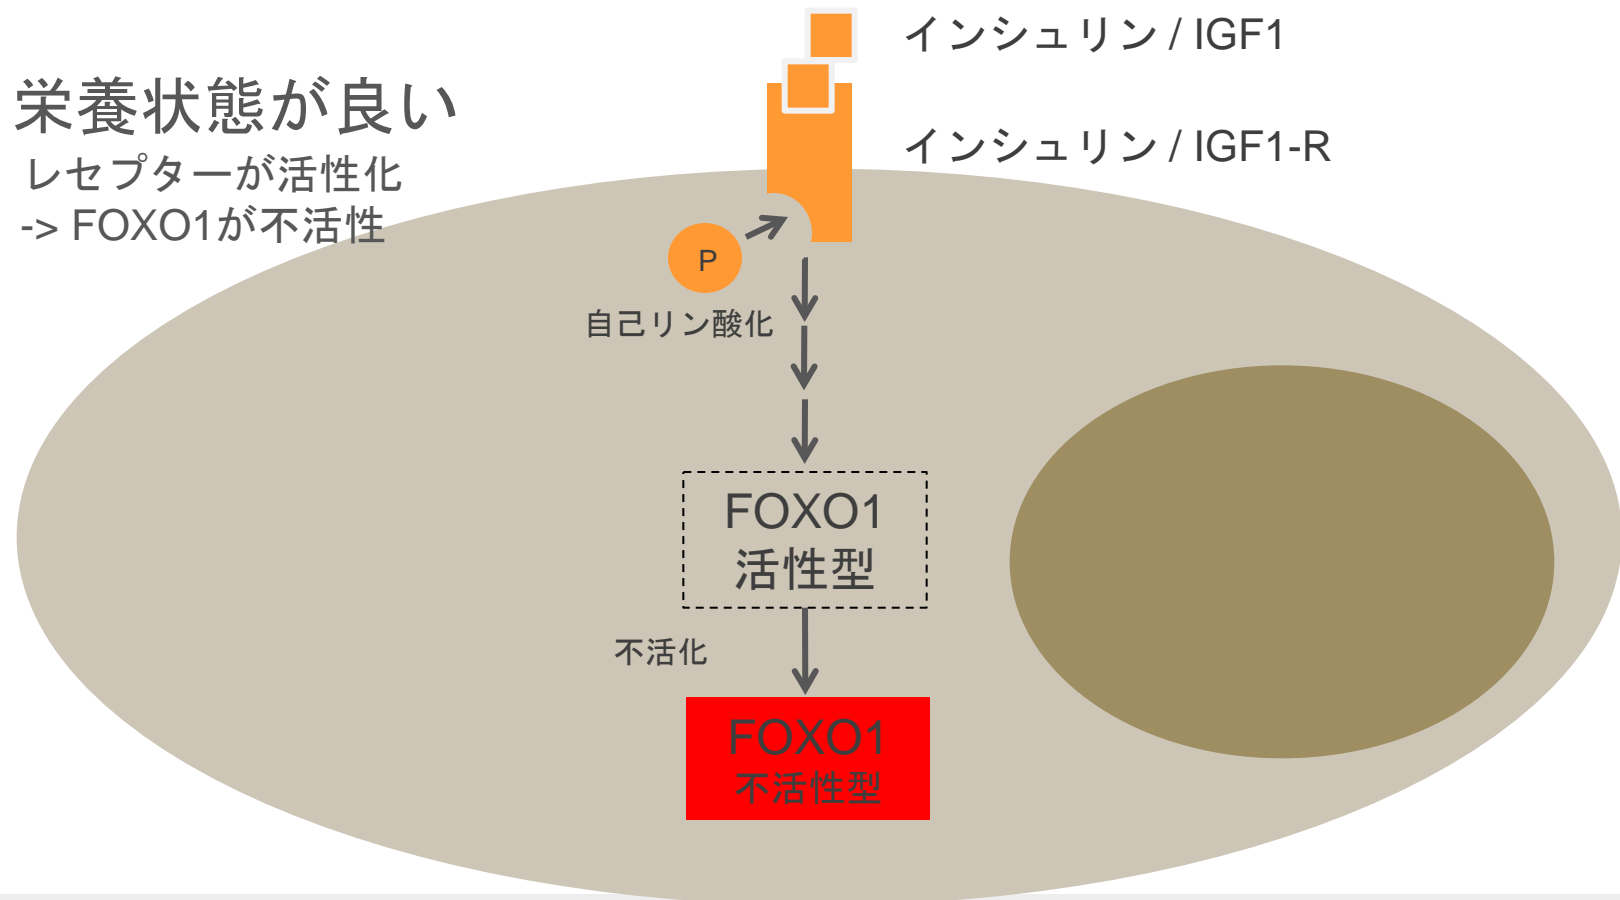 インシュリン / IGF1
栄養状態が良い
インシュリン / IGF1-R
レセプターが活性化
-> FOXO1が不活性
P
自己リン酸化
FOXO1
活性型
不活化
FOXO1
不活性型